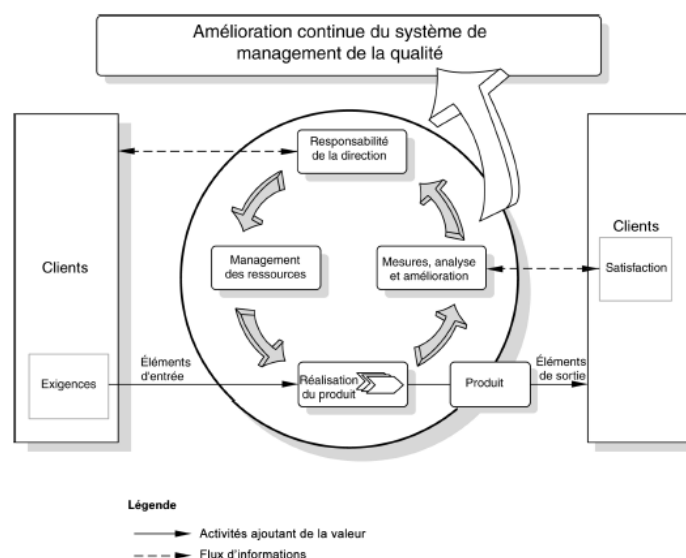 Amélioration continue du système de
management de la qualité
Responsabilité
de la direction
Clients
Clients
Management
des ressources
Mesures, analyse
et amélioration
Satisfaction
Éléments
d'entrée
Exigences
Réalisation
du produit
Produit
Éléments
de sortie
Légende
Activités ajoutant de la valeur
Flux d'informations